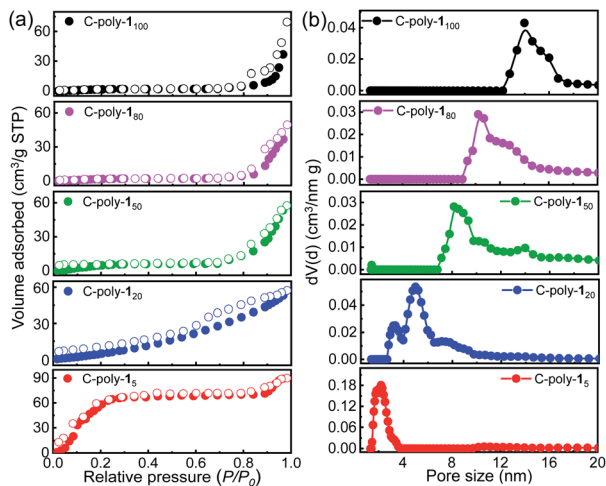 (a)
C-poly-1₁₀₀
60
30
0
C-poly-1₈₀
60
30
0
C-poly-1₅₀
60
30
0
C-poly-1₂₀
60
30
0
C-poly-1₅
90
60
30
0
0.0 0.2 0.4 0.6 0.8 1.0
Relative pressure (P/P₀)
Volume adsorbed (cm³/g STP)
(b)
C-poly-1₁₀₀
0.04
0.02
0.00
C-poly-1₈₀
0.03
0.02
0.01
0.00
C-poly-1₅₀
0.03
0.02
0.01
0.00
C-poly-1₂₀
0.04
0.02
0.00
C-poly-1₅
0.18
0.12
0.06
0.00
4 8 12 16 20
Pore size (nm)
dV(d) (cm³/nm g)